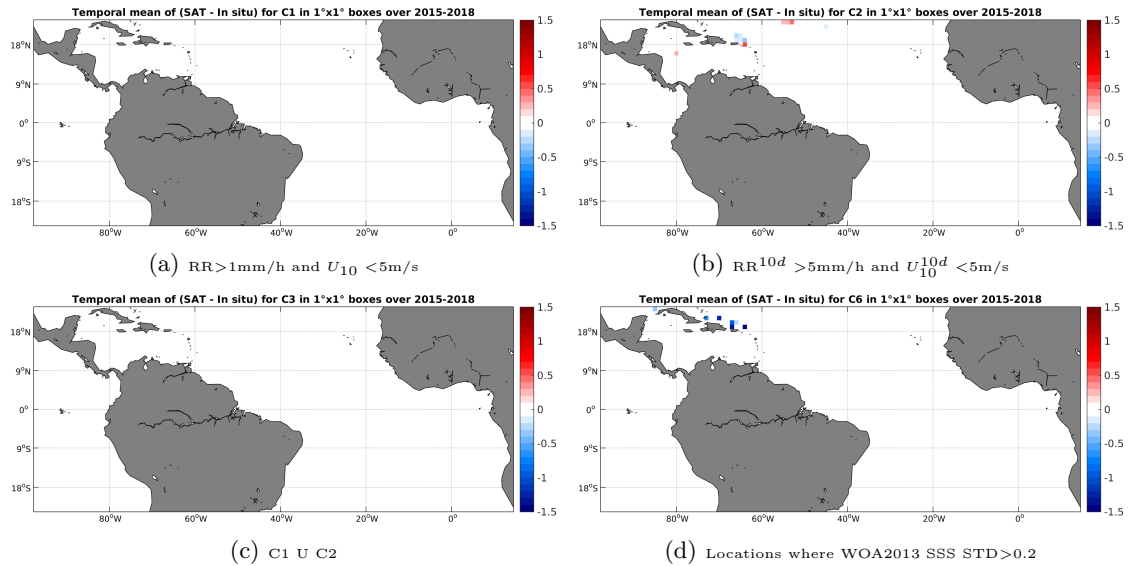 Temporal mean of (SAT - In situ) for C1 in 1°x1° boxes over 2015-2018
18°N
9°N
0°
9°S
18°S
80°W 60°W 40°W 20°W 0°
1.5
1
0.5
0
-0.5
-1
-1.5
(a) RR>1mm/h and U10 <5m/s
Temporal mean of (SAT - In situ) for C2 in 1°x1° boxes over 2015-2018
18°N
9°N
0°
9°S
18°S
80°W 60°W 40°W 20°W 0°
1.5
1
0.5
0
-0.5
-1
-1.5
(b) RR^10d >5mm/h and U10^10d <5m/s
Temporal mean of (SAT - In situ) for C3 in 1°x1° boxes over 2015-2018
18°N
9°N
0°
9°S
18°S
80°W 60°W 40°W 20°W 0°
1.5
1
0.5
0
-0.5
-1
-1.5
(c) C1 U C2
Temporal mean of (SAT - In situ) for C6 in 1°x1° boxes over 2015-2018
18°N
9°N
0°
9°S
18°S
80°W 60°W 40°W 20°W 0°
1.5
1
0.5
0
-0.5
-1
-1.5
(d) Locations where WOA2013 SSS STD>0.2